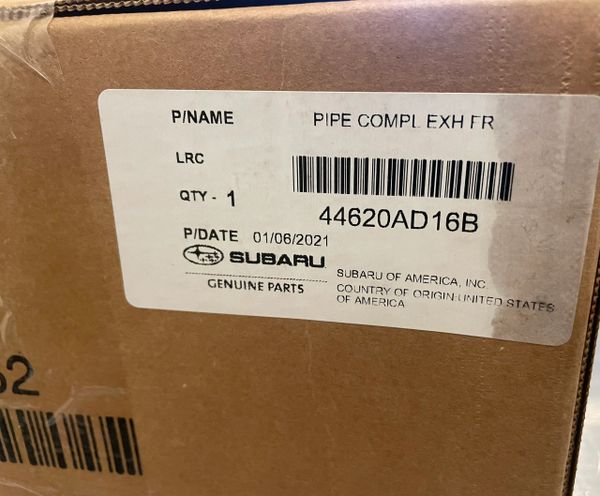 P/NAME PIPE COMPL EXH FR
LRC
QTY - 1
44620AD16B
P/DATE 01/06/2021
SUBARU
GENUINE PARTS
SUBARU OF AMERICA, INC.
COUNTRY OF ORIGIN:UNITED STATES
OF AMERICA
2